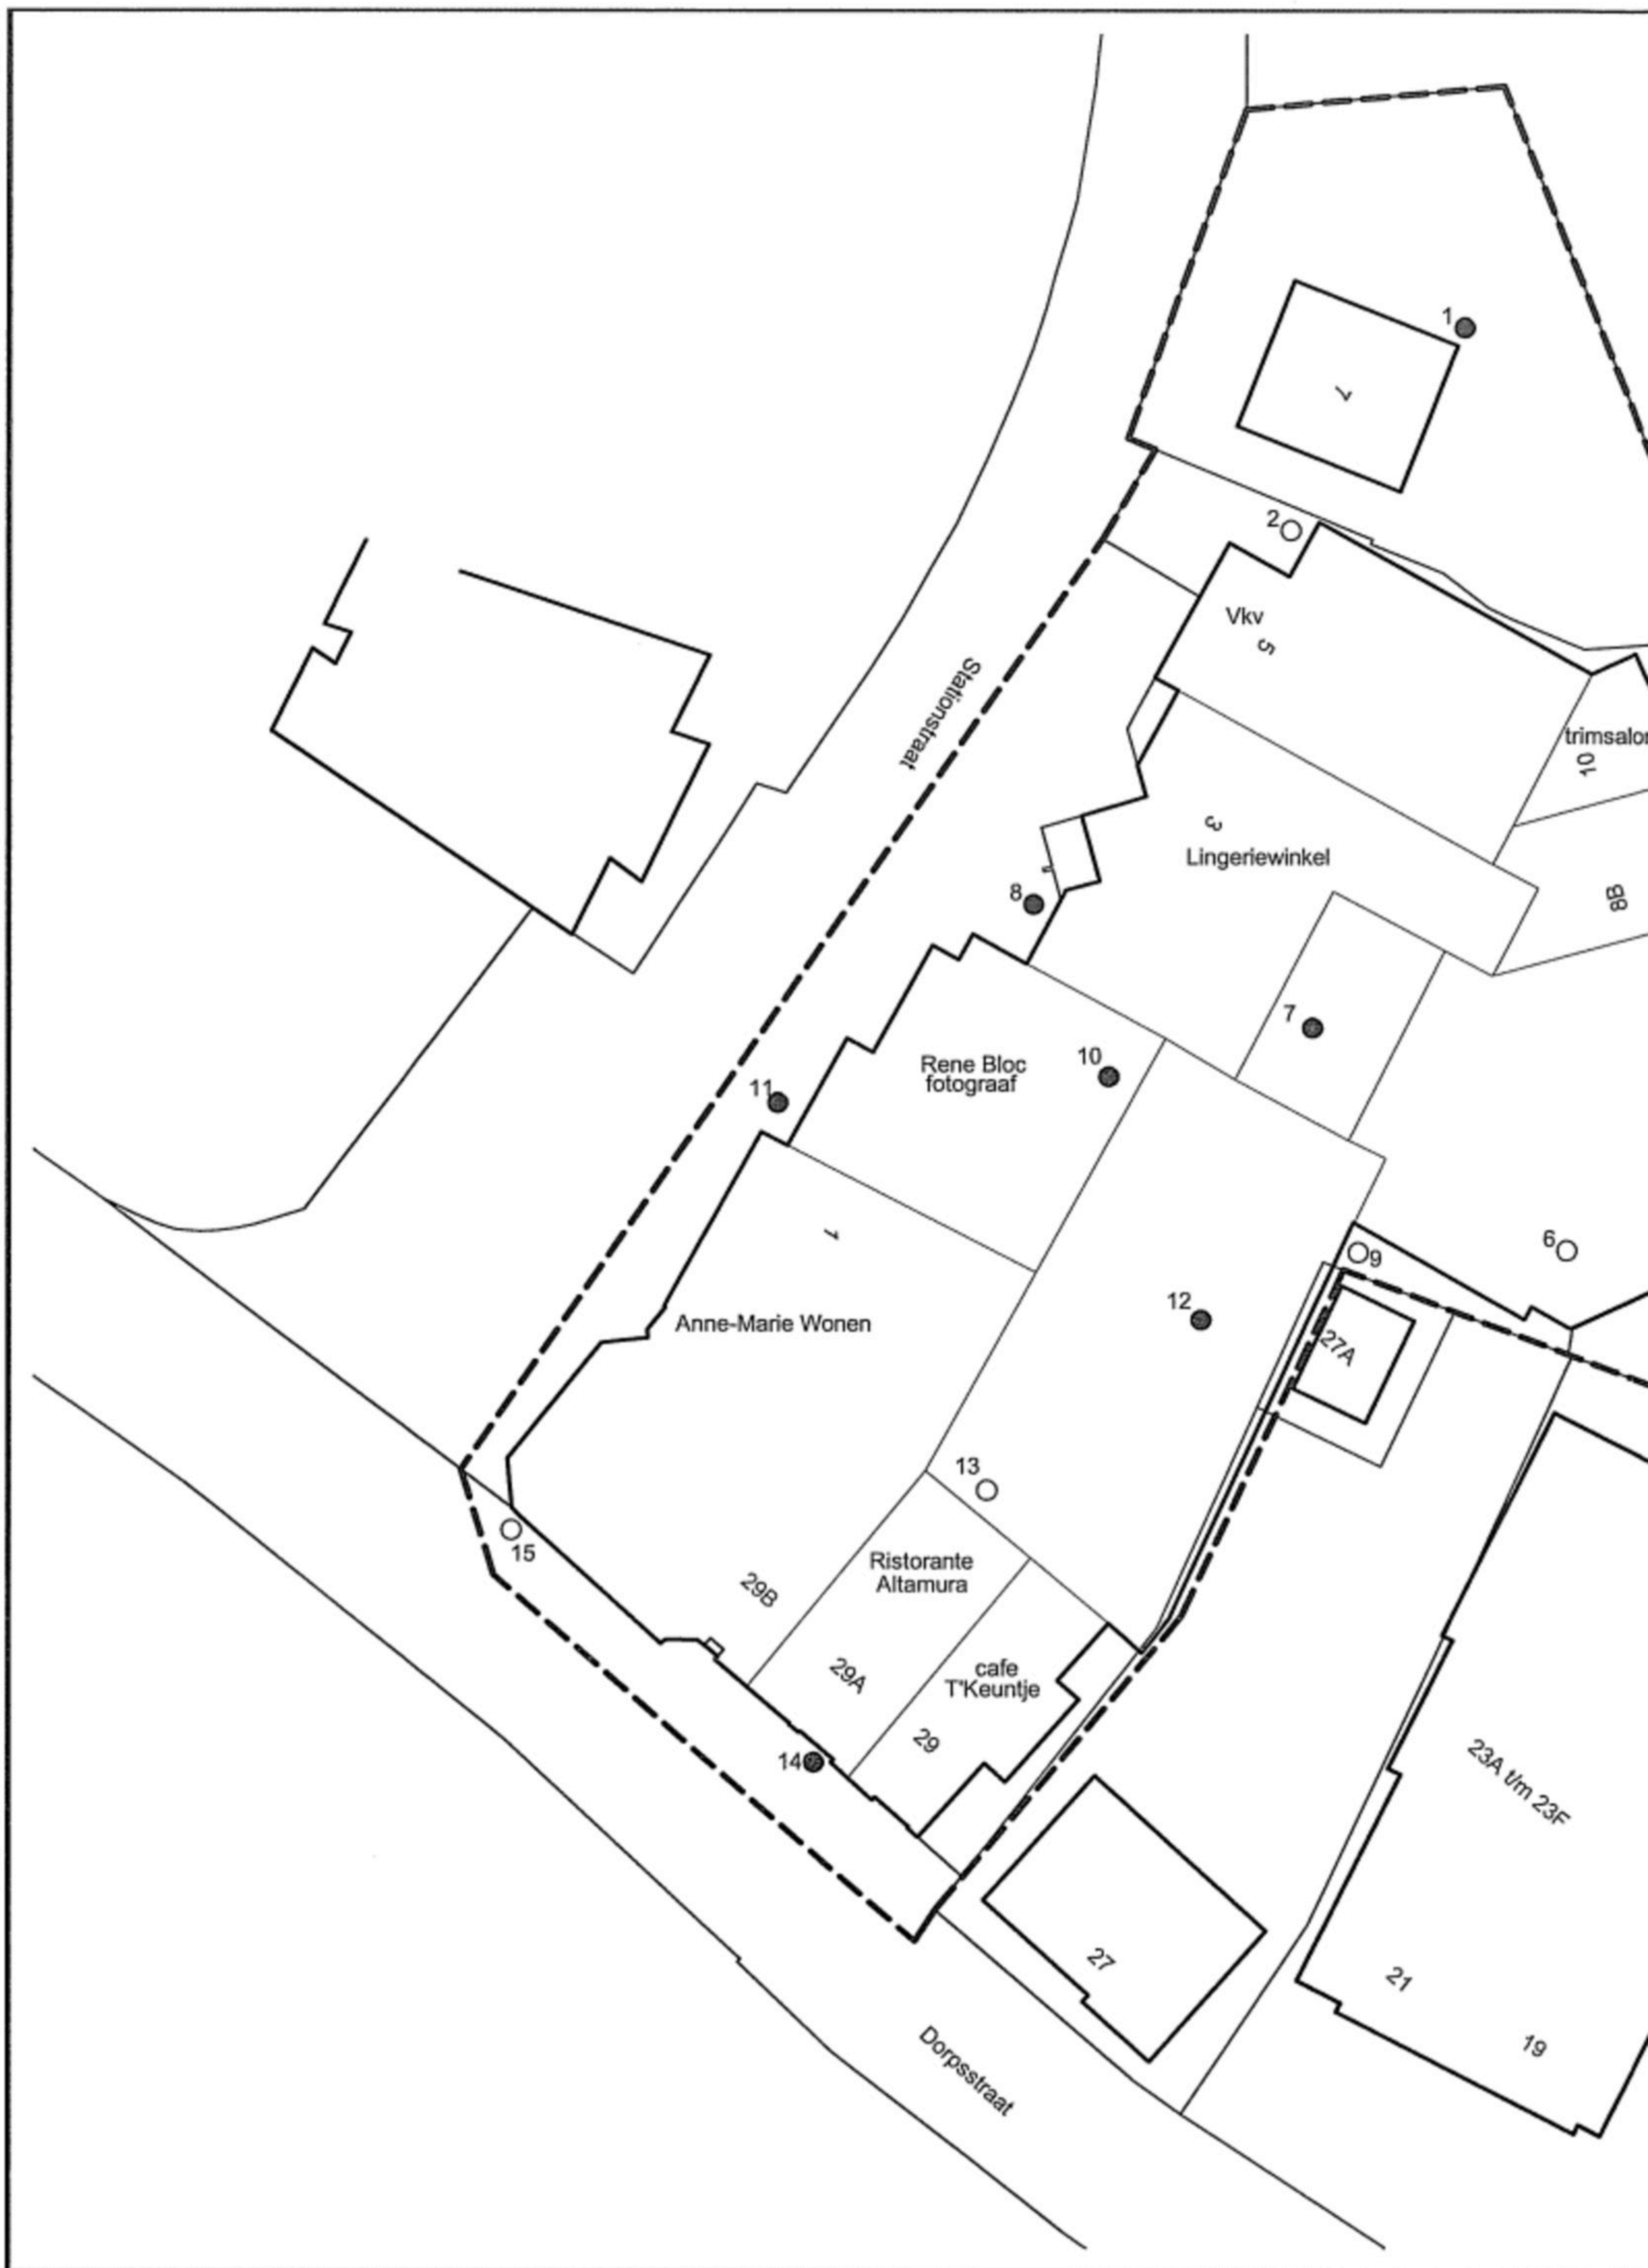 1
7
2
Vkv
5
Stationstraat
trimsalon
10
3
Lingeriewinkel
8B
8
7
Rene Bloc
fotograaf
10
11
1
6
9
12
Anne-Marie Wonen
27A
13
15
Ristorante
Altamura
29B
29A
cafe
T'Keuntje
29
14
23A t/m 23F
27
21
19
Dorpsstraat